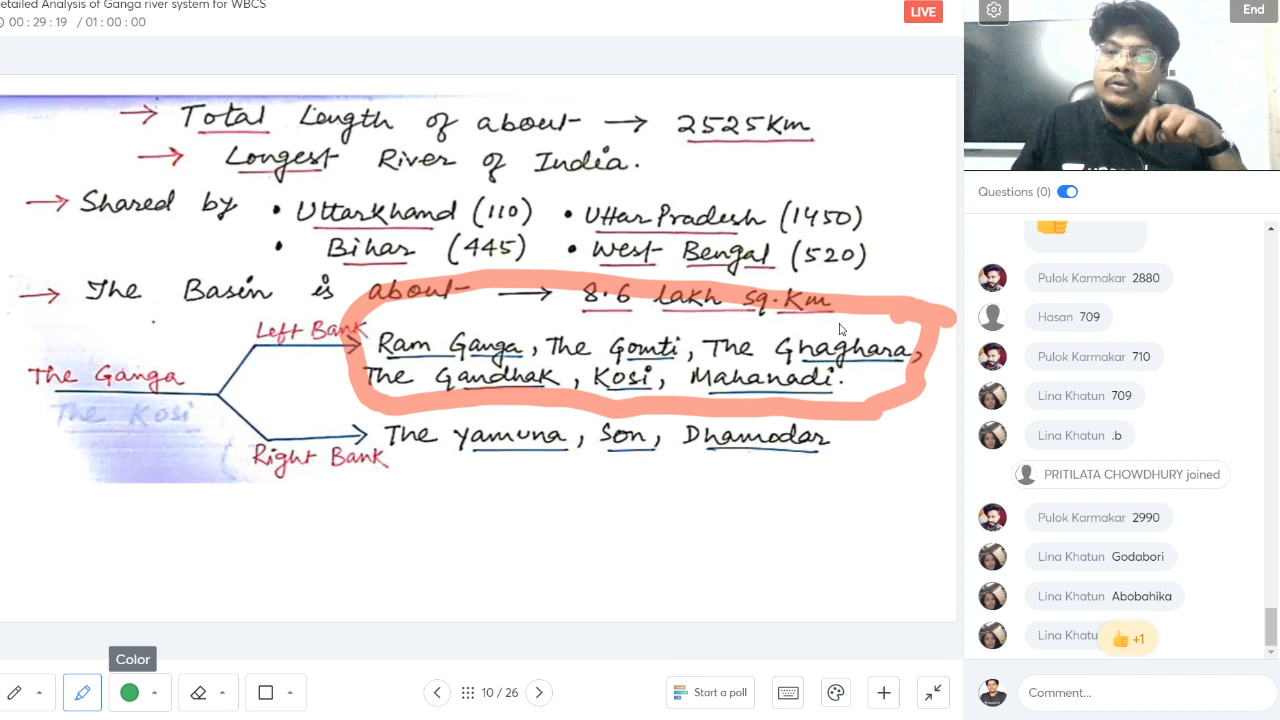 etailed Analysis of Ganga river system for WBCS
00 : 29 : 19 / 01 : 00 : 00
LIVE
End
→ Total Length of about → 2525Km
→ Longest River of India.
→ Shared by • Uttarkhand (110) • Uttar Pradesh (1450)
• Bihar (445) • West Bengal (520)
→ The Basin is about → 8.6 lakh sq.Km
Left Bank
Ram Ganga, The Gomti, The Ghaghara,
The Gandhak, Kosi, Mahanadi.
The Ganga
The Kosi
The Yamuna, Son, Dhamodar
Right Bank
Color
10 / 26
Start a poll
Questions (0)
Pulok Karmakar 2880
Hasan 709
Pulok Karmakar 710
Lina Khatun 709
Lina Khatun .b
PRITILATA CHOWDHURY joined
Pulok Karmakar 2990
Lina Khatun Godabori
Lina Khatun Abobahika
Lina Khatu
+1
Comment...